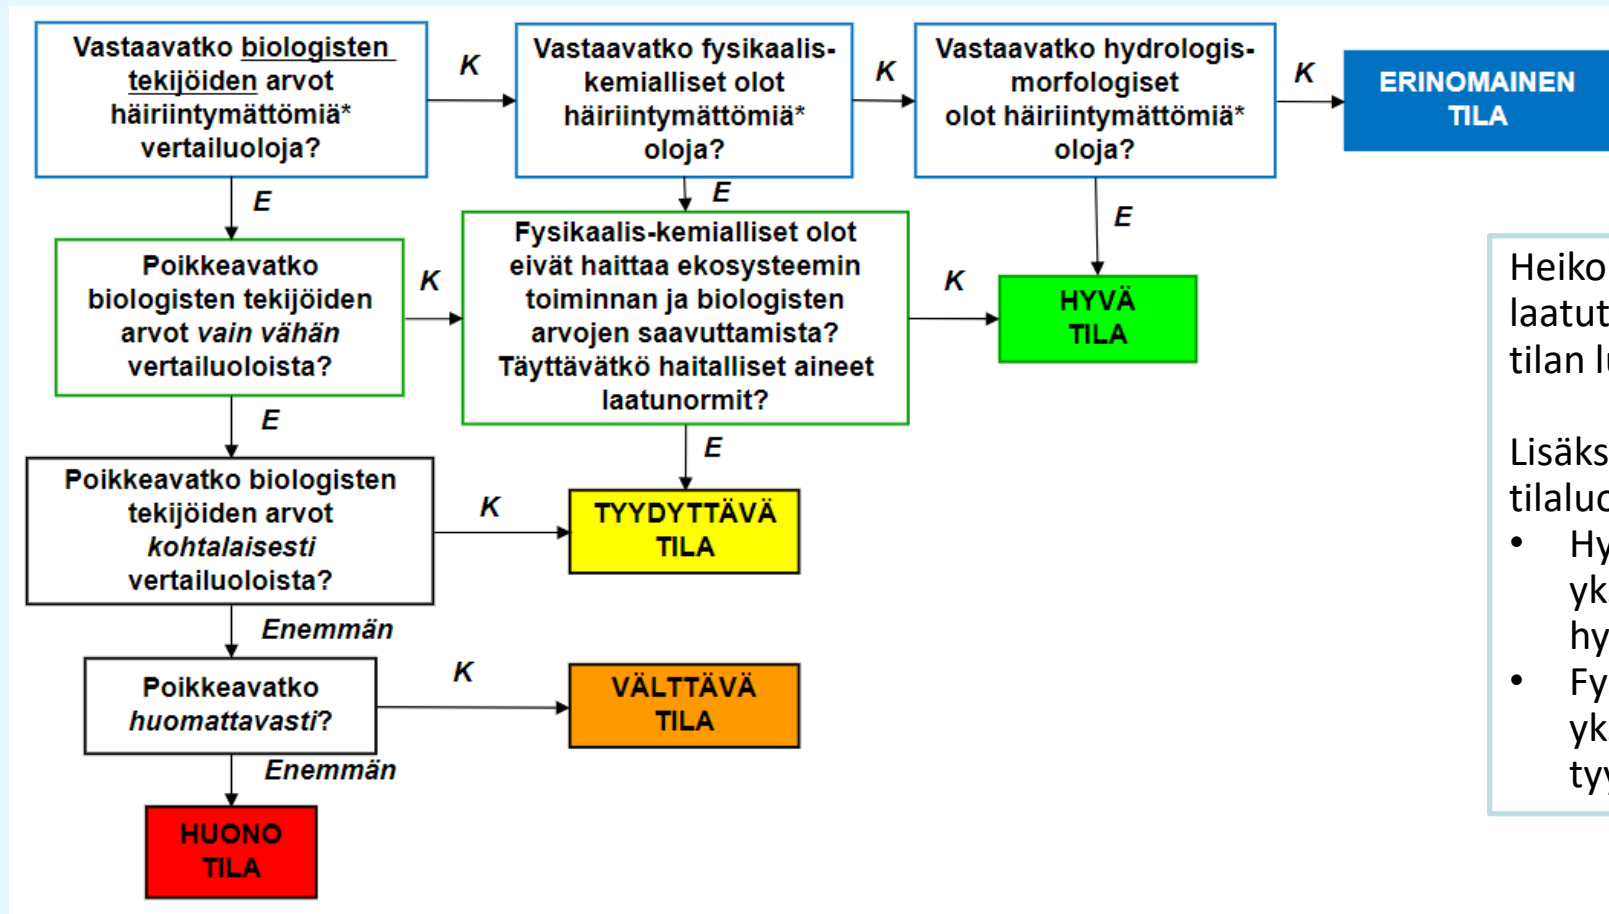 Vastaavatko biologisten
tekijöiden arvot
häiriintymättömiä*
vertailuoloja?
K
Vastaavatko fysikaalis-
kemialliset olot
häiriintymättömiä*
oloja?
K
Vastaavatko hydrologis-
morfologiset
olot häiriintymättömiä*
oloja?
K
ERINOMAINEN
TILA
E
E
E
Poikkeavatko
biologisten tekijöiden
arvot vain vähän
vertailuoloista?
K
Fysikaalis-kemialliset olot
eivät haittaa ekosysteemin
toiminnan ja biologisten
arvojen saavuttamista?
Täyttävätkö haitalliset aineet
laatunormit?
K
HYVÄ
TILA
E
E
Poikkeavatko biologisten
tekijöiden arvot
kohtalaisesti
vertailuoloista?
K
TYYDYTTÄVÄ
TILA
Enemmän
Poikkeavatko
huomattavasti?
K
VÄLTTÄVÄ
TILA
Enemmän
HUONO
TILA
Heiko
laatut
tilan
Lisäks
tilaluo
• Hy
yk
hy
• Fy
yk
tyy